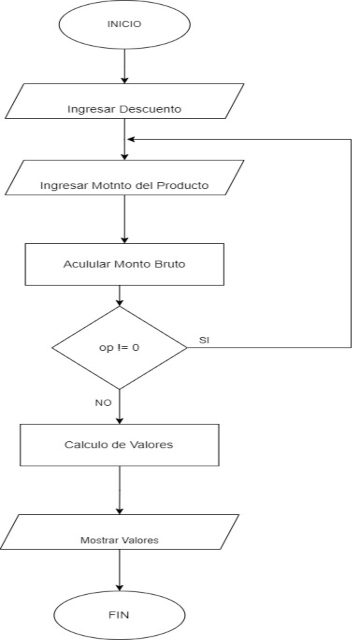 INICIO
Ingresar Descuento
Ingresar Motnto del Producto
Aculular Monto Bruto
op != 0
SI
NO
Calculo de Valores
Mostrar Valores
FIN